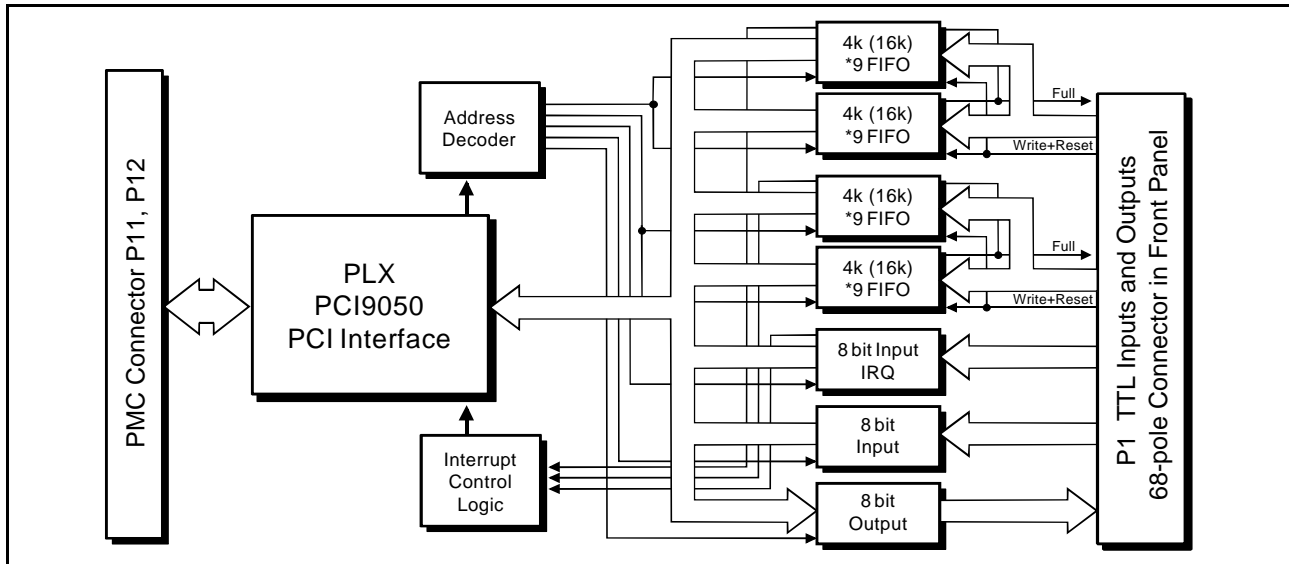 PMC Connector P11, P12
Address
Decoder
PLX
PCI9050
PCI Interface
Interrupt
Control
Logic
4k (16k)
*9 FIFO
4k (16k)
*9 FIFO
4k (16k)
*9 FIFO
4k (16k)
*9 FIFO
8 bit Input
IRQ
8 bit
Input
8 bit
Output
Full
Write+Reset
Full
Write+Reset
P1 TTL Inputs and Outputs
68-pole Connector in Front Panel